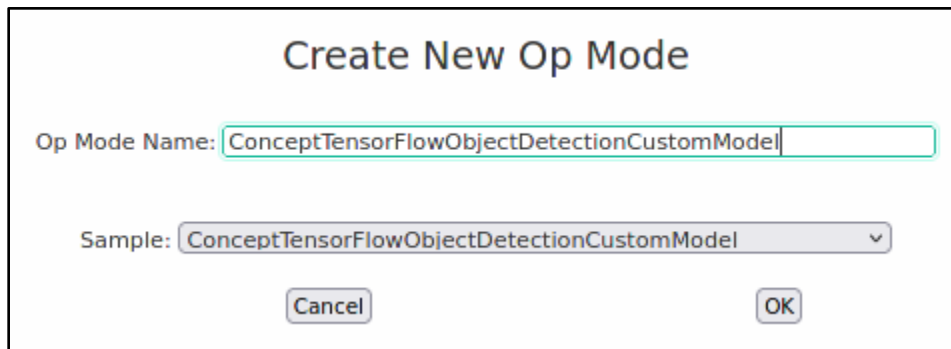 Create New Op Mode
Op Mode Name: ConceptTensorFlowObjectDetectionCustomModel
Sample: ConceptTensorFlowObjectDetectionCustomModel
Cancel OK